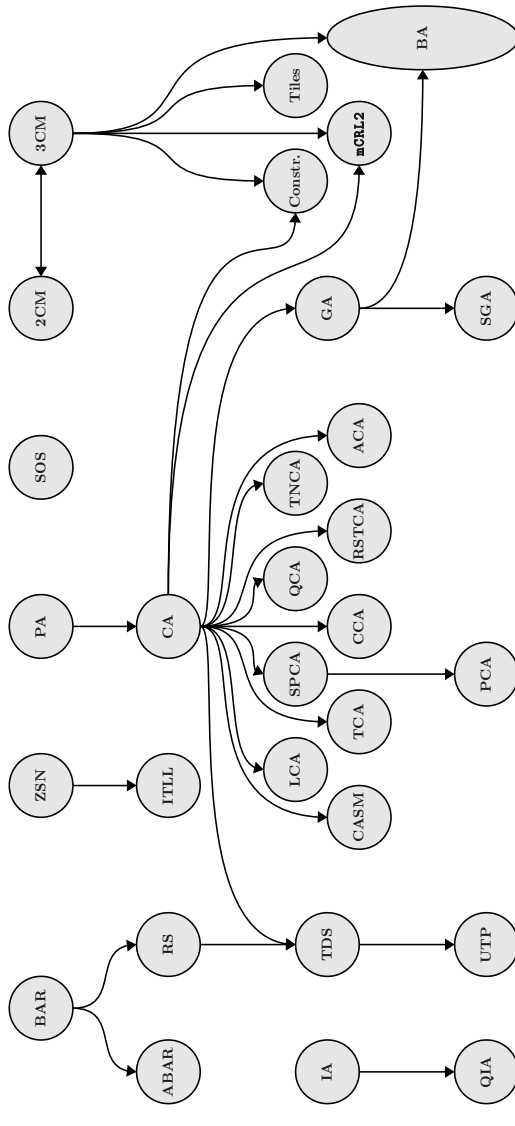 BAR
ZSN
PA
SOS
2CM
3CM
ABAR
RS
ITLL
CA
LCA
SPCA
QCA
TNCA
Constr.
Tiles
IA
TDS
CASM
TCA
CCA
RSTCA
ACA
GA
mCRL2
BA
QIA
UTP
PCA
SGA